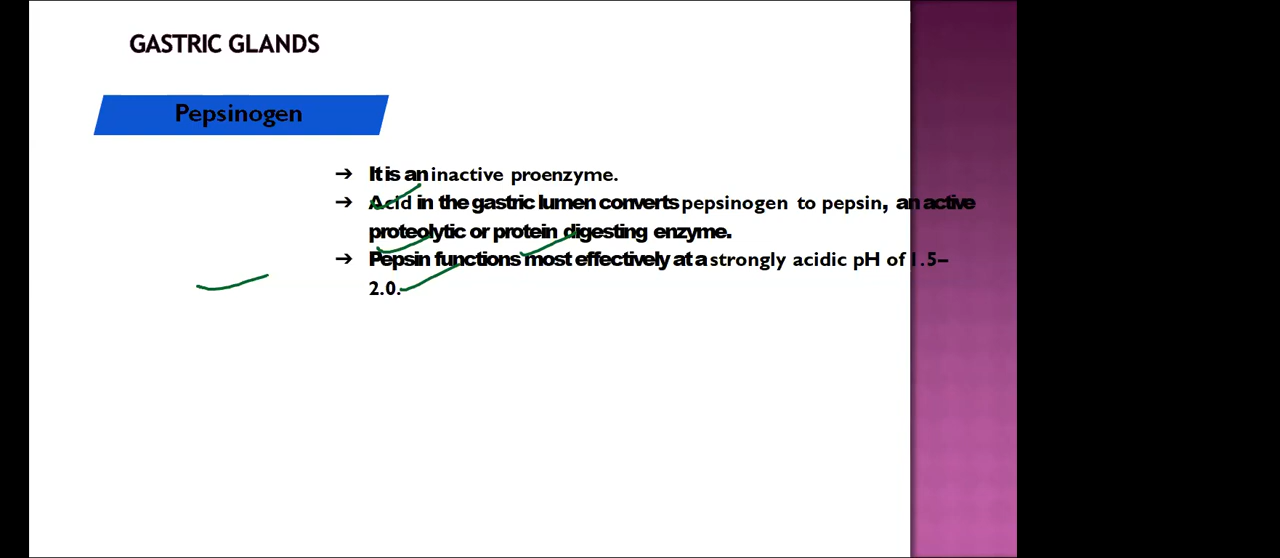 GASTRIC GLANDS
Pepsinogen
➔ It is an inactive proenzyme.
➔ Acid in the gastric lumen converts pepsinogen to pepsin, an active
proteolytic or protein digesting enzyme.
➔ Pepsin functions most effectively at a strongly acidic pH of 1.5–
2.0.